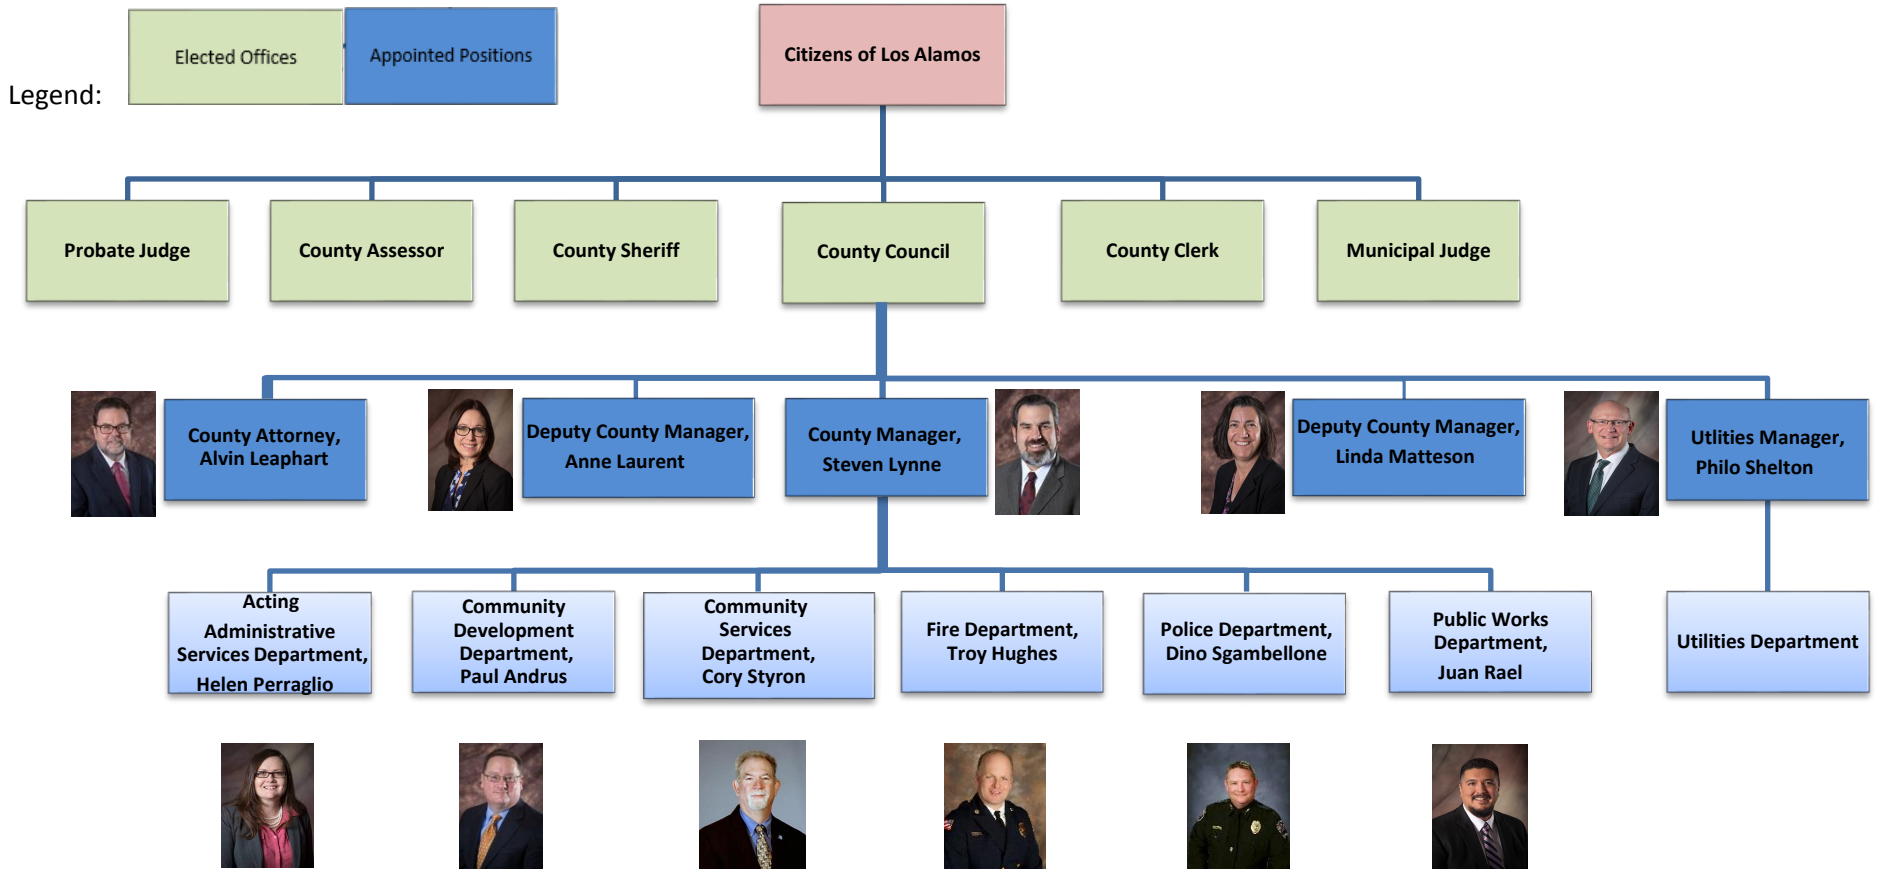 Elected Offices
Appointed Positions
Legend:
Citizens of Los Alamos
Probate Judge
County Assessor
County Sheriff
County Council
County Clerk
Municipal Judge
County Attorney,
Alvin Leaphart
Deputy County Manager,
Anne Laurent
County Manager,
Steven Lynne
Deputy County Manager,
Linda Matteson
Utlities Manager,
Philo Shelton
Acting
Administrative
Services Department,
Helen Perraglio
Community
Development
Department,
Paul Andrus
Community
Services
Department,
Cory Styron
Fire Department,
Troy Hughes
Police Department,
Dino Sgambellone
Public Works
Department,
Juan Rael
Utilities Department